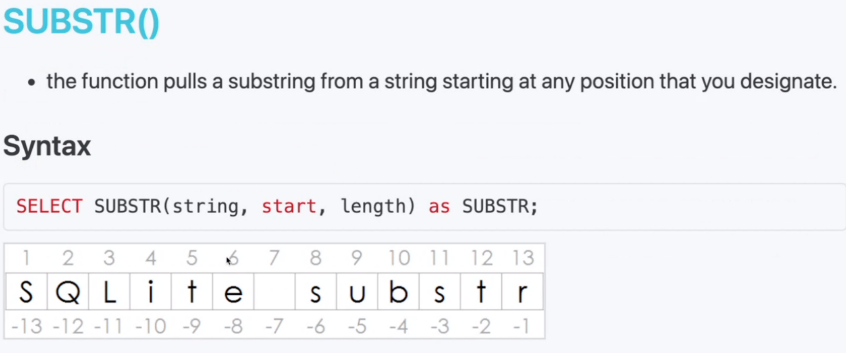 SUBSTR()
• the function pulls a substring from a string starting at any position that you designate.
Syntax
SELECT SUBSTR(string, start, length) as SUBSTR;
1 2 3 4 5 6 7 8 9 10 11 12 13
S Q L i t e s u b s t r
-13 -12 -11 -10 -9 -8 -7 -6 -5 -4 -3 -2 -1